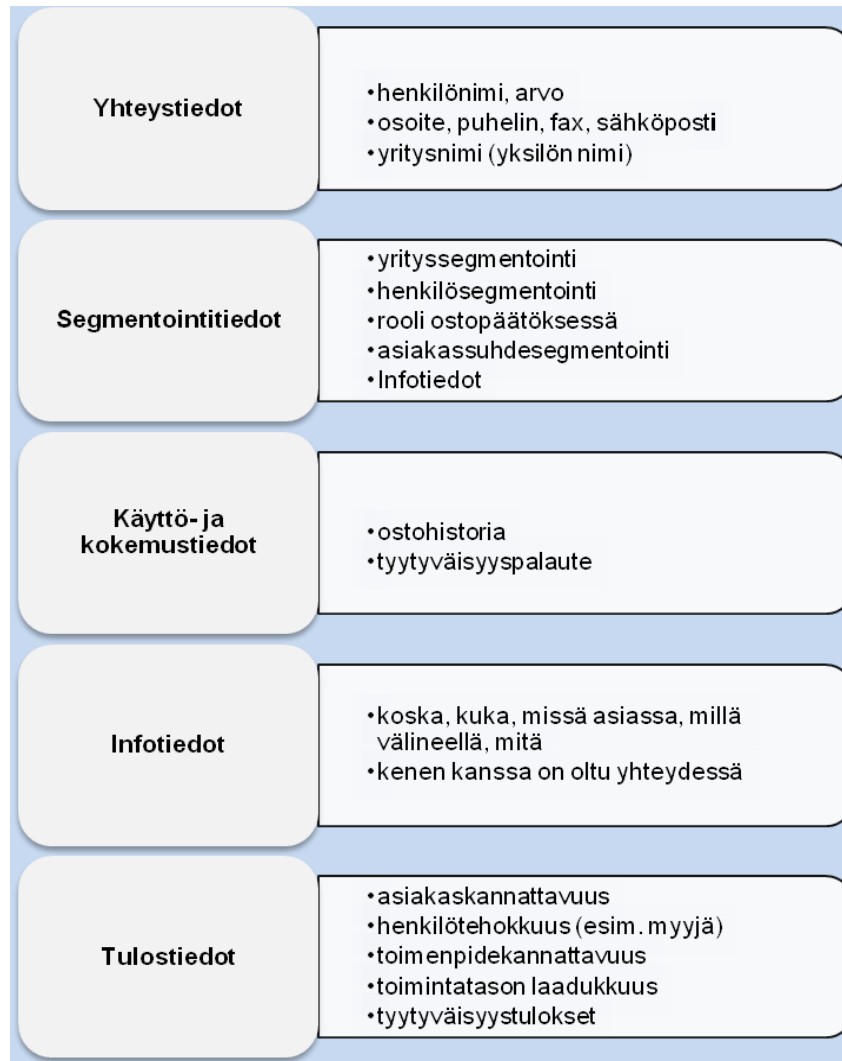 Yhteystiedot
•henkilönimi, arvo
•osoite, puhelin, fax, sähköposti
•yritysnimi (yksilön nimi)
Segmentointitiedot
•yrityssegmentointi
•henkilösegmentointi
•rooli ostopäätöksessä
•asiakassuhdesegmentointi
•Infotiedot
Käyttö- ja
kokemustiedot
•ostohistoria
•tyytyväisyyspalaute
Infotiedot
•koska, kuka, missä asiassa, millä
välineellä, mitä
•kenen kanssa on oltu yhteydessä
Tulostiedot
•asiakaskannattavuus
•henkilötehokkuus (esim. myyjä)
•toimenpidekannattavuus
•toimintatason laadukkuus
•tyytyväisyystulokset